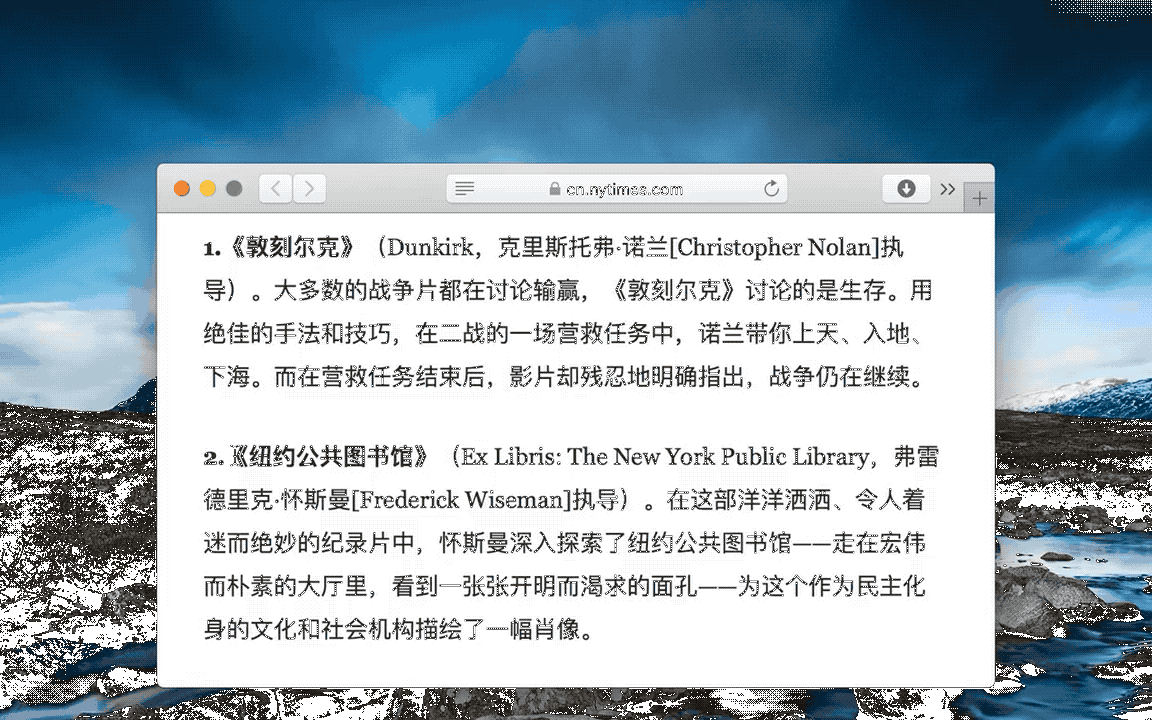 cn.nytimes.com
1.《敦刻尔克》（Dunkirk，克里斯托弗·诺兰[Christopher Nolan]执
导）。大多数的战争片都在讨论输赢，《敦刻尔克》讨论的是生存。用
绝佳的手法和技巧，在二战的一场营救任务中，诺兰带你上天、入地、
下海。而在营救任务结束后，影片却残忍地明确指出，战争仍在继续。
2.《纽约公共图书馆》（Ex Libris: The New York Public Library，弗雷
德里克·怀斯曼[Frederick Wiseman]执导）。在这部洋洋洒洒、令人着
迷而绝妙的纪录片中，怀斯曼深入探索了纽约公共图书馆——走在宏伟
而朴素的大厅里，看到一张张开明而渴求的面孔——为这个作为民主化
身的文化和社会机构描绘了一幅肖像。